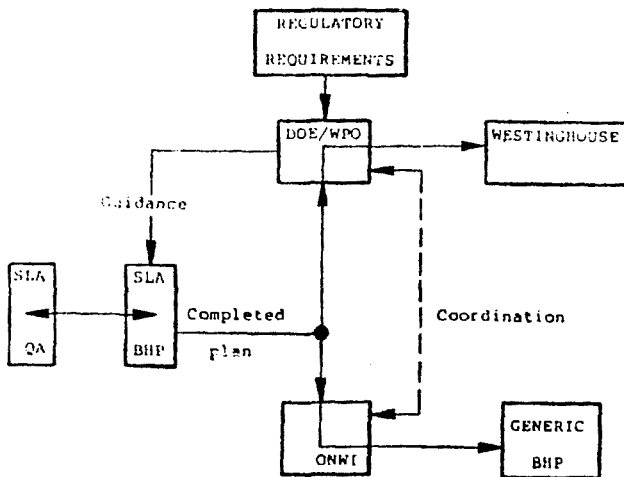 REGULATORY
REQUIREMENTS
DOE/WPO
WESTINGHOUSE
Guidance
SLA
QA
SLA
BHP
Completed
plan
Coordination
ONWI
GENERIC
BHP